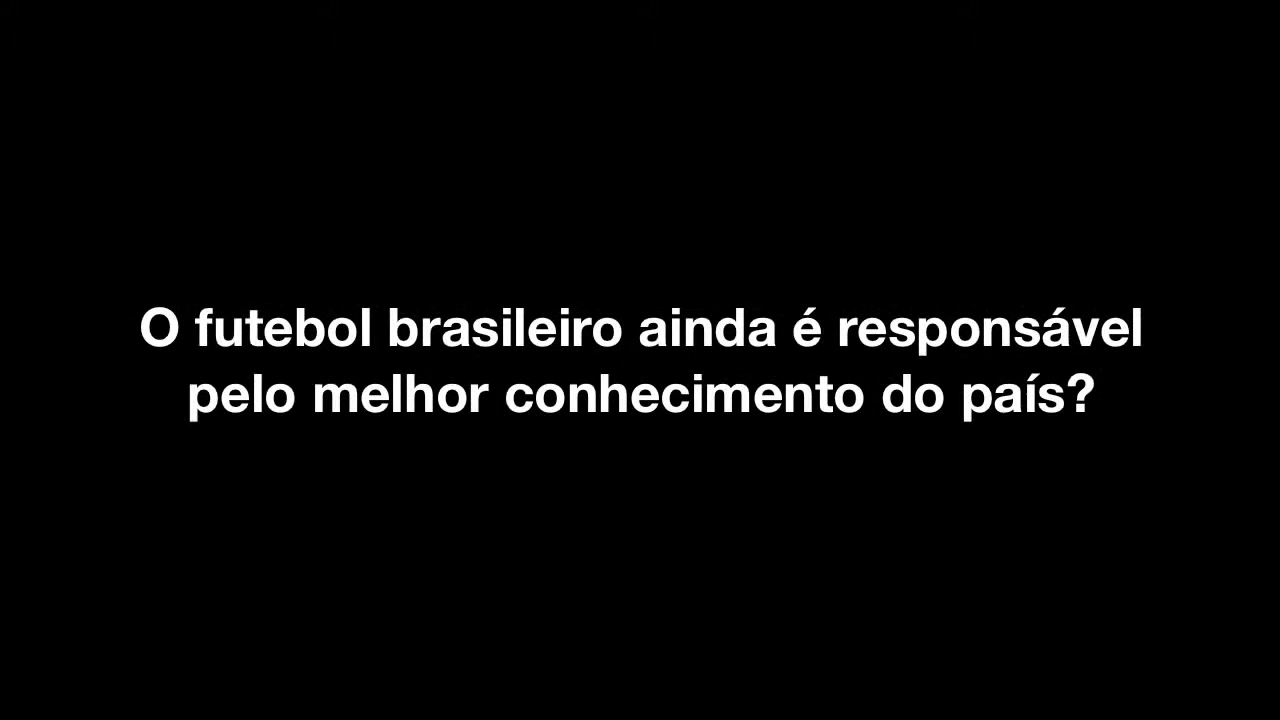 O futebol brasileiro ainda é responsável
pelo melhor conhecimento do país?